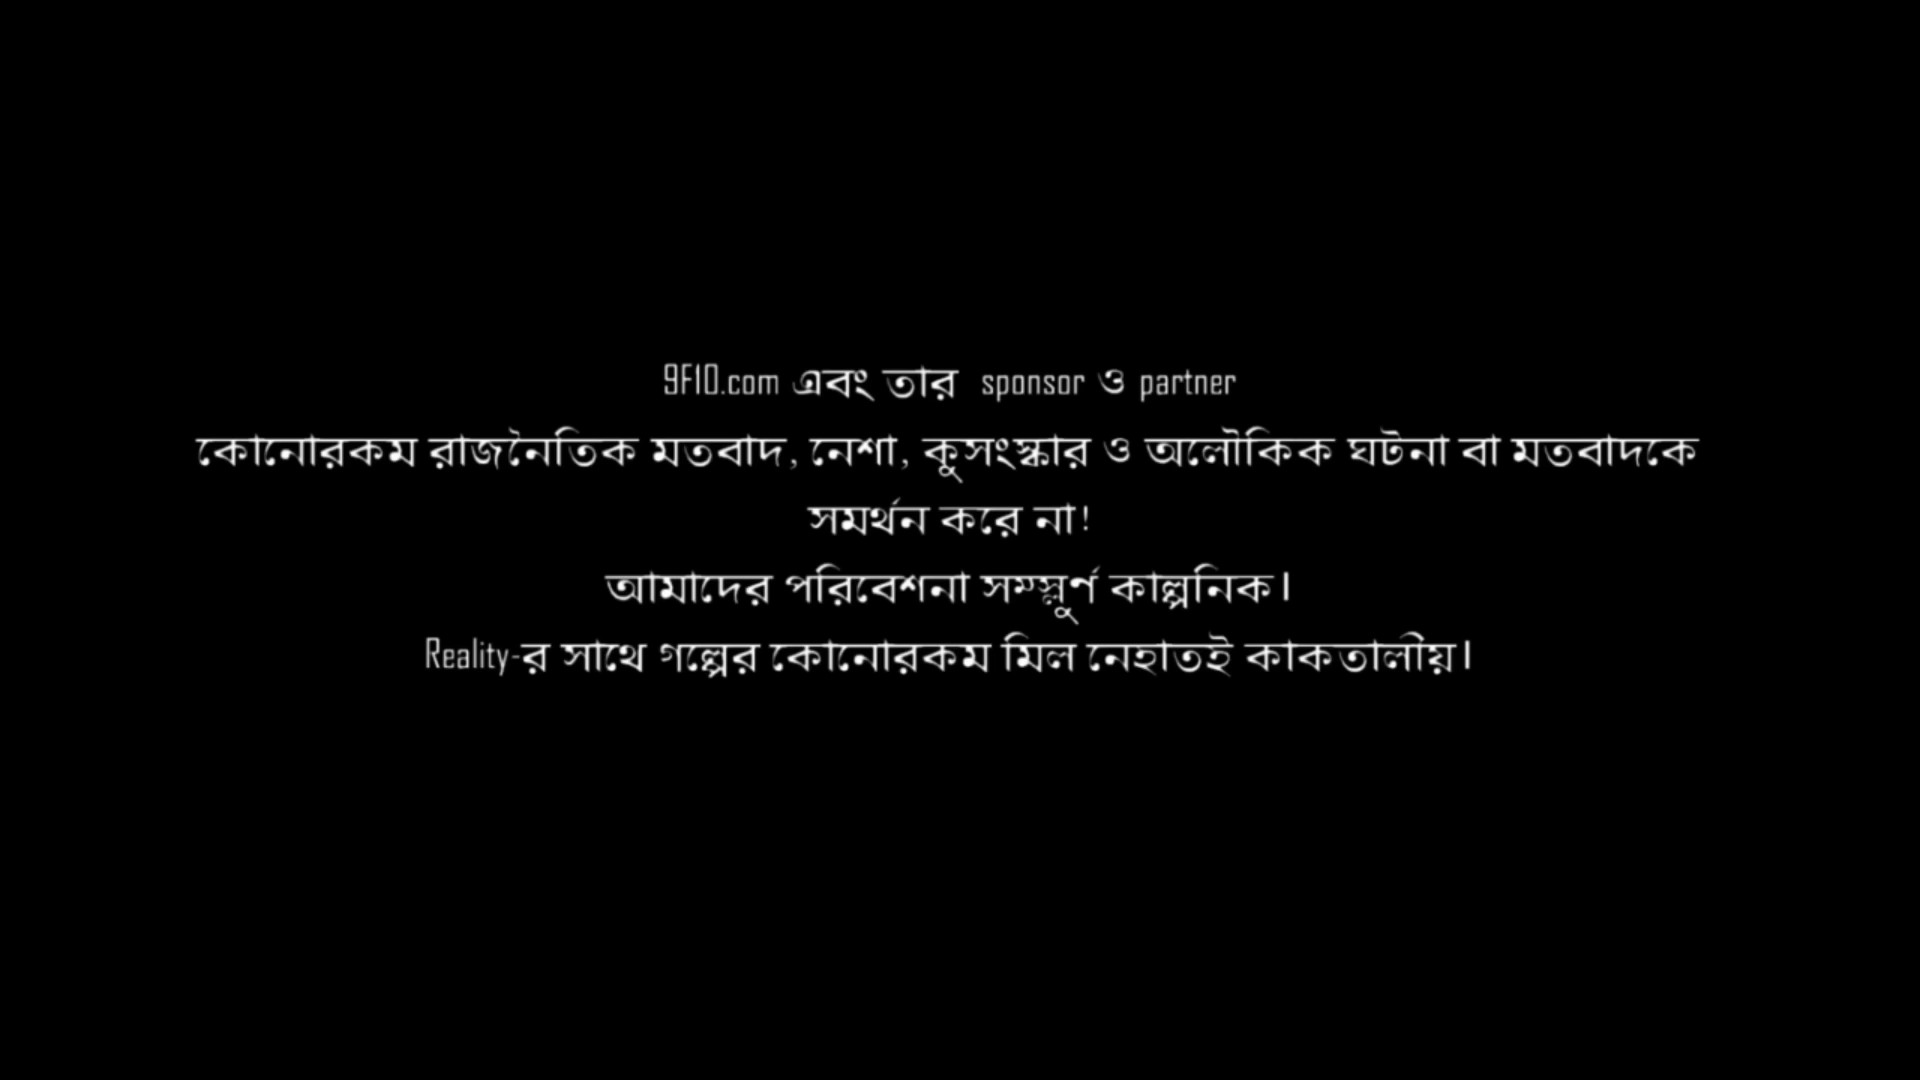 9F10.com এবং তার sponsor ও partner
কোনোরকম রাজনৈতিক মতবাদ, নেশা, কুসংস্কার ও অলৌকিক ঘটনা বা মতবাদকে
সমর্থন করে না!
আমাদের পরিবেশনা সম্পূর্ণ কাল্পনিক।
Reality-র সাথে গল্পের কোনোরকম মিল নেহাতই কাকতালীয়।